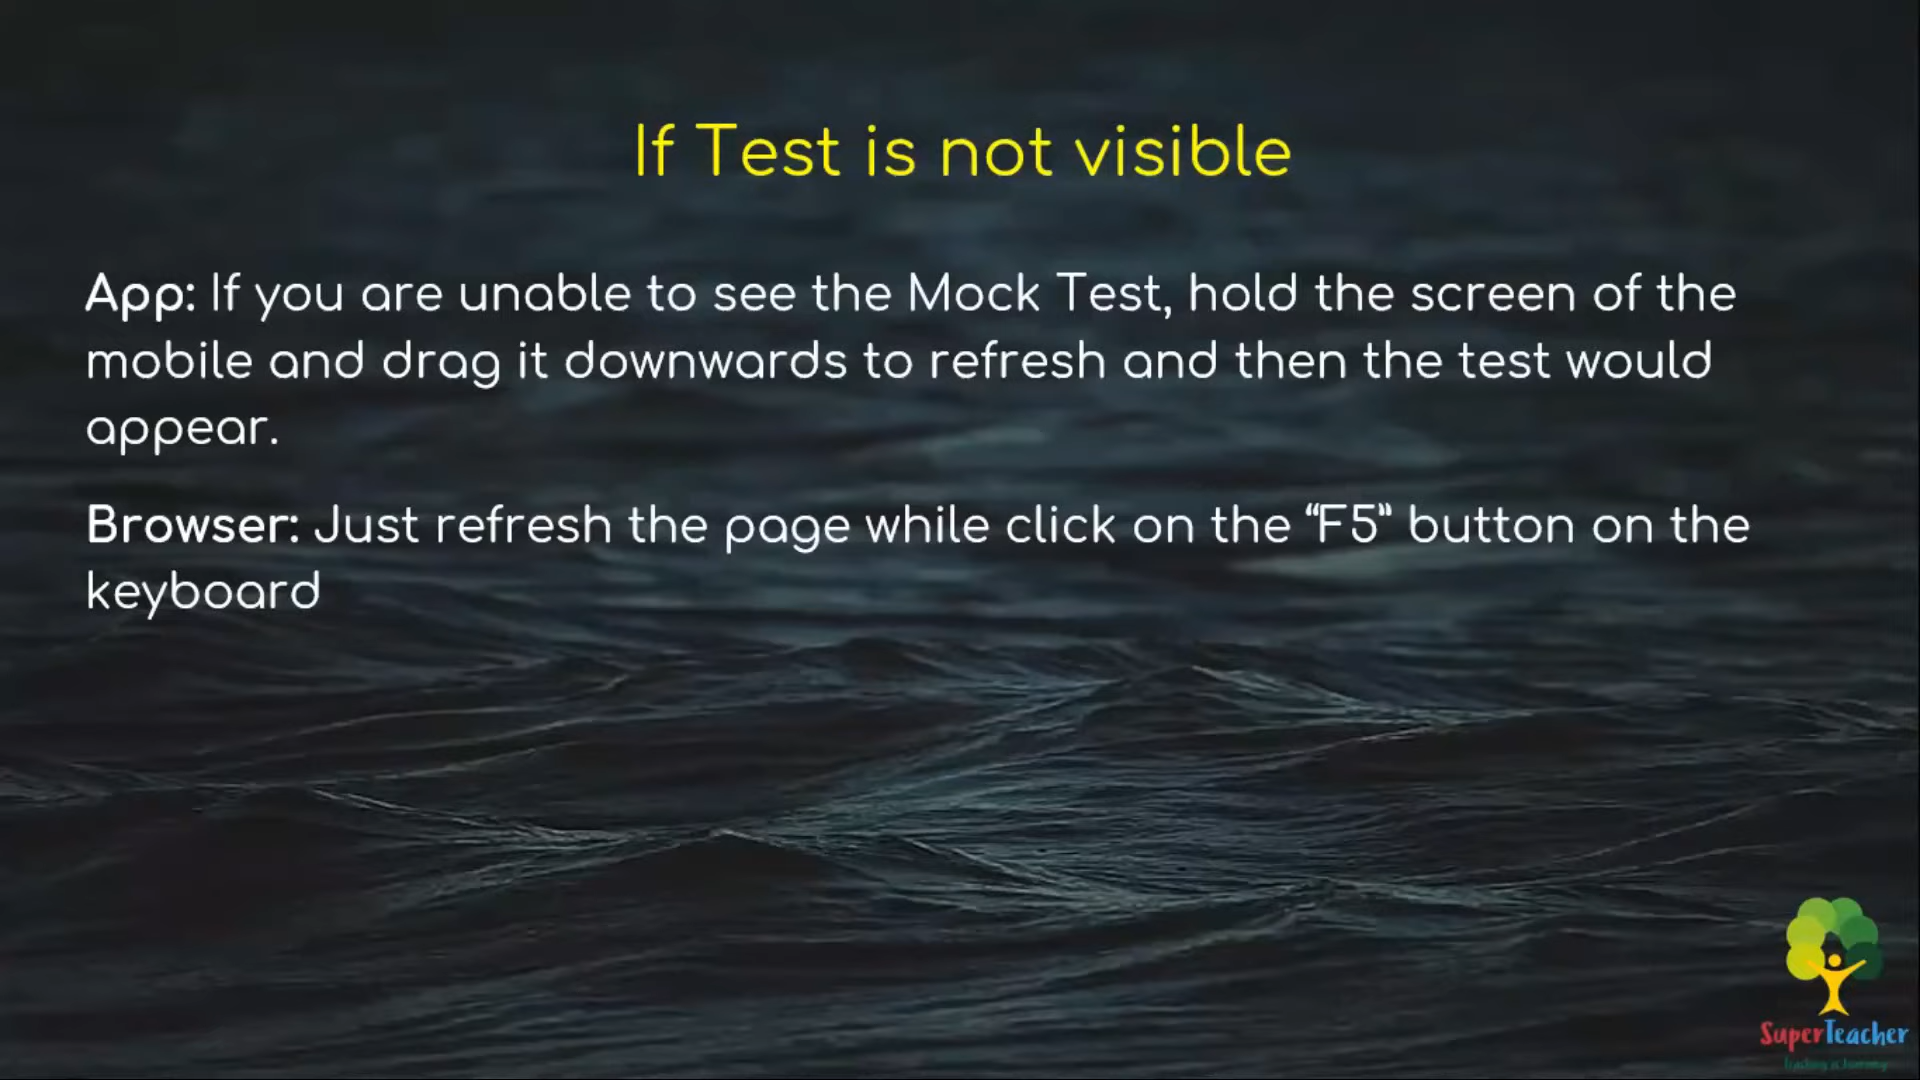 If Test is not visible
App: If you are unable to see the Mock Test, hold the screen of the
mobile and drag it downwards to refresh and then the test would
appear.
Browser: Just refresh the page while click on the “F5” button on the
keyboard
SuperTeacher